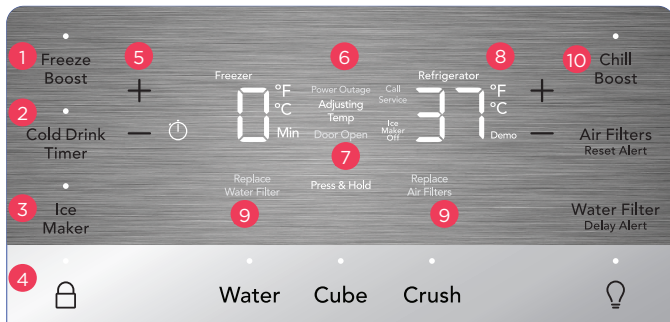 1
Freeze
Boost
2
Cold Drink
Timer
3
Ice
Maker
4
5
+
−
Freezer
0
°F
°C
Min
6
Power Outage
Adjusting
Temp
Door Open
7
Press & Hold
Call
Service
Ice
Maker
Off
Refrigerator
37
8
°F
°C
Demo
Replace
Water Filter
9
Replace
Air Filters
9
+
−
10
Chill
Boost
Air Filters
Reset Alert
Water Filter
Delay Alert
Water
Cube
Crush